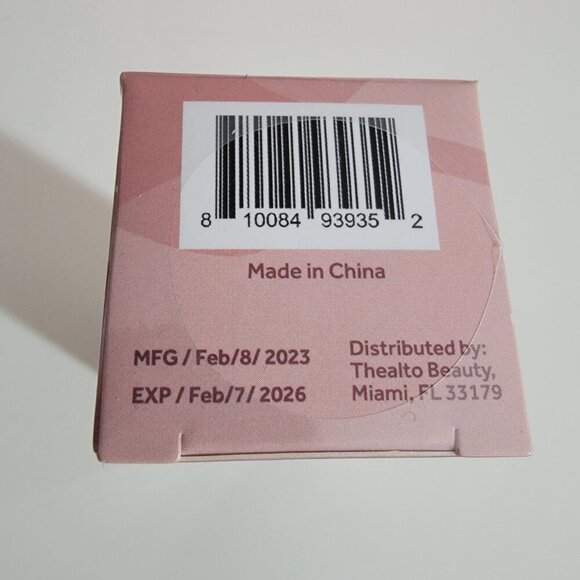 8 10084 93935 2
Made in China
MFG / Feb/8/ 2023
EXP / Feb/7/ 2026
Distributed by:
Thealto Beauty,
Miami, FL 33179